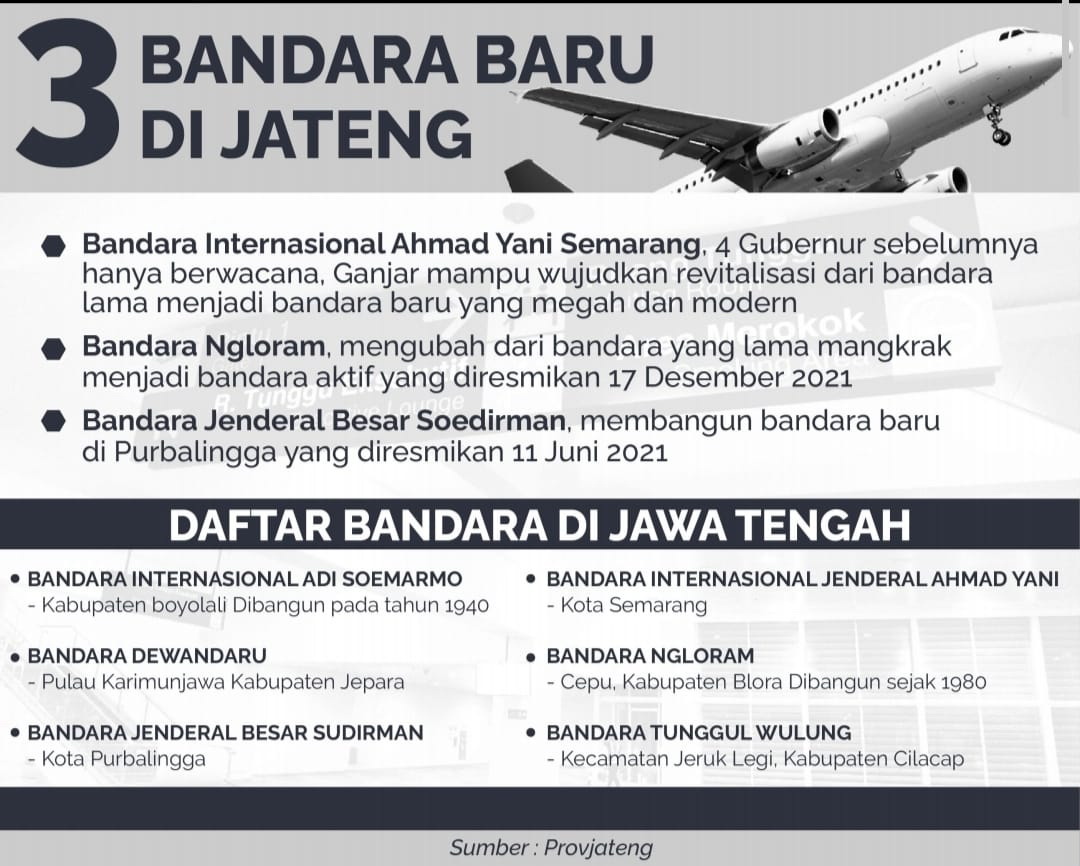 3 BANDARA BARU
DI JATENG
Bandara Internasional Ahmad Yani Semarang, 4 Gubernur sebelumnya
hanya berwacana, Ganjar mampu wujudkan revitalisasi dari bandara
lama menjadi bandara baru yang megah dan modern
Bandara Ngloram, mengubah dari bandara yang lama mangkrak
menjadi bandara aktif yang diresmikan 17 Desember 2021
Bandara Jenderal Besar Soedirman, membangun bandara baru
di Purbalingga yang diresmikan 11 Juni 2021
DAFTAR BANDARA DI JAWA TENGAH
• BANDARA INTERNASIONAL ADI SOEMARMO
- Kabupaten boyolali Dibangun pada tahun 1940
• BANDARA DEWANDARU
- Pulau Karimunjawa Kabupaten Jepara
• BANDARA JENDERAL BESAR SUDIRMAN
- Kota Purbalingga
• BANDARA INTERNASIONAL JENDERAL AHMAD YANI
- Kota Semarang
• BANDARA NGLORAM
- Cepu, Kabupaten Blora Dibangun sejak 1980
• BANDARA TUNGGUL WULUNG
- Kecamatan Jeruk Legi, Kabupaten Cilacap
Sumber : Provjateng